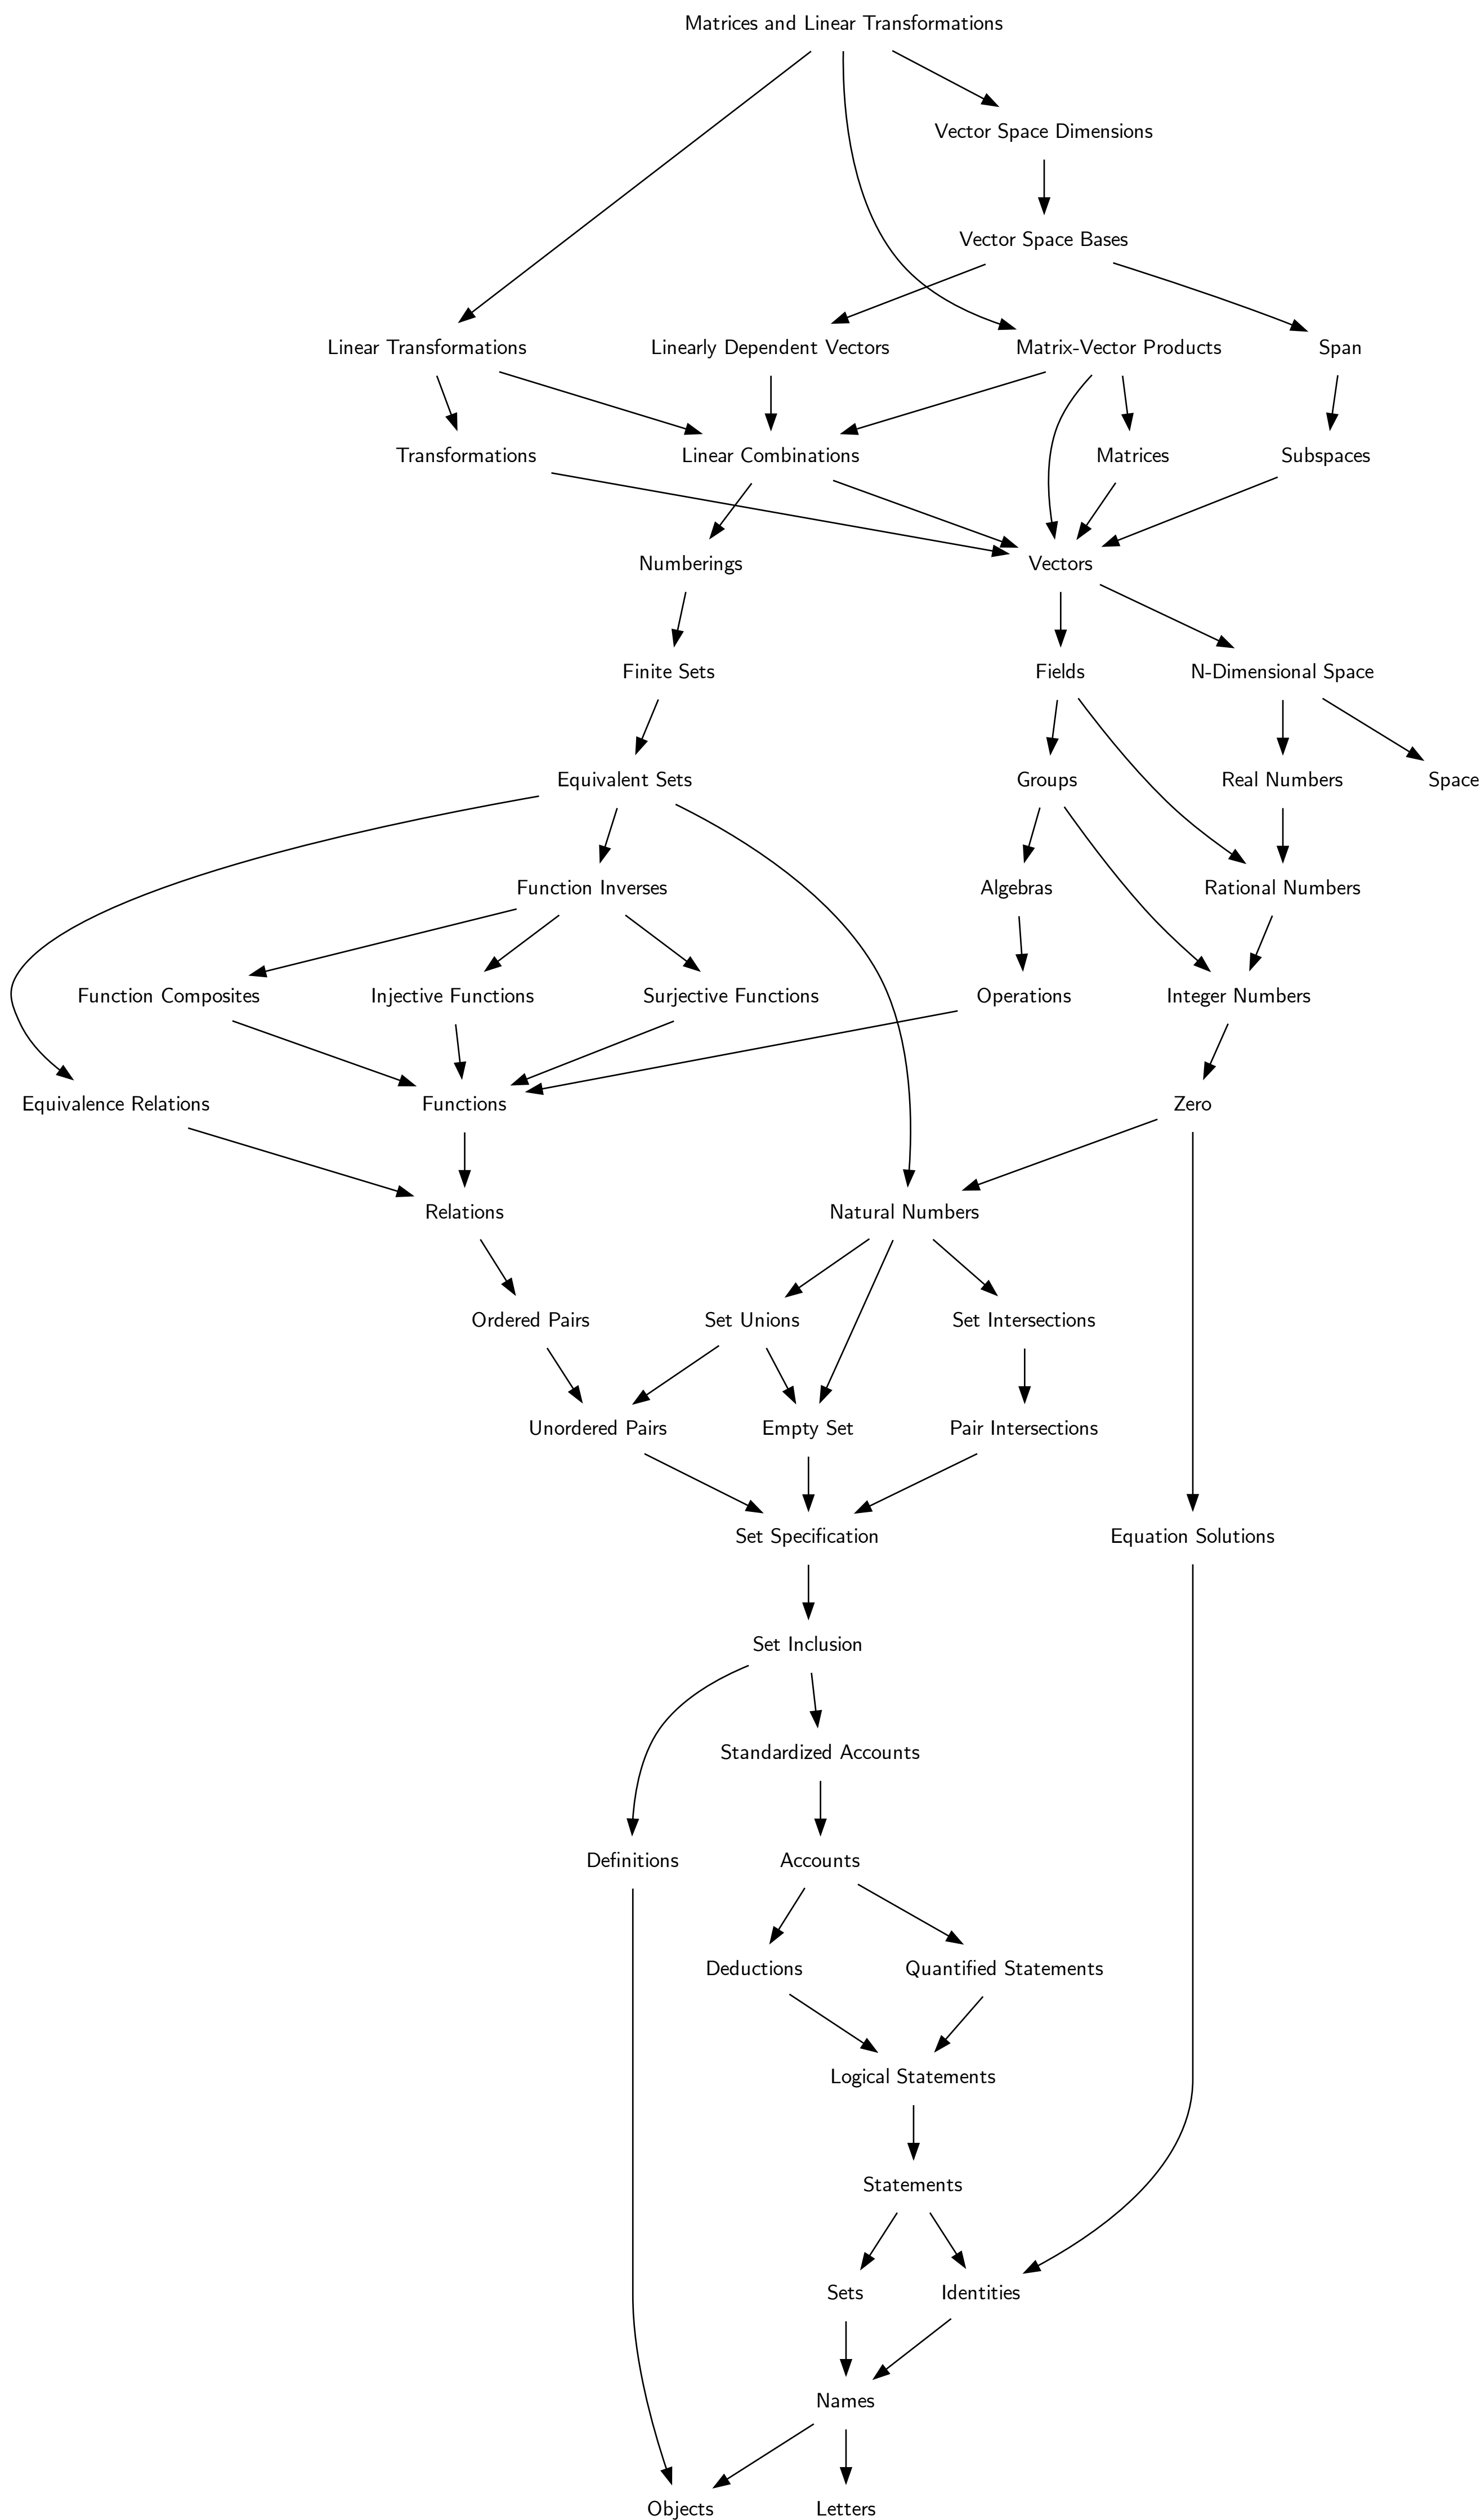 Matrices and Linear Transformations
Vector Space Dimensions
Vector Space Bases
Linear Transformations
Linearly Dependent Vectors
Matrix-Vector Products
Span
Transformations
Linear Combinations
Matrices
Subspaces
Numberings
Vectors
Finite Sets
Fields
N-Dimensional Space
Equivalent Sets
Groups
Real Numbers
Space
Function Inverses
Algebras
Rational Numbers
Function Composites
Injective Functions
Surjective Functions
Operations
Integer Numbers
Equivalence Relations
Functions
Zero
Relations
Natural Numbers
Ordered Pairs
Set Unions
Set Intersections
Unordered Pairs
Empty Set
Pair Intersections
Set Specification
Equation Solutions
Set Inclusion
Standardized Accounts
Definitions
Accounts
Deductions
Quantified Statements
Logical Statements
Statements
Sets
Identities
Names
Objects
Letters